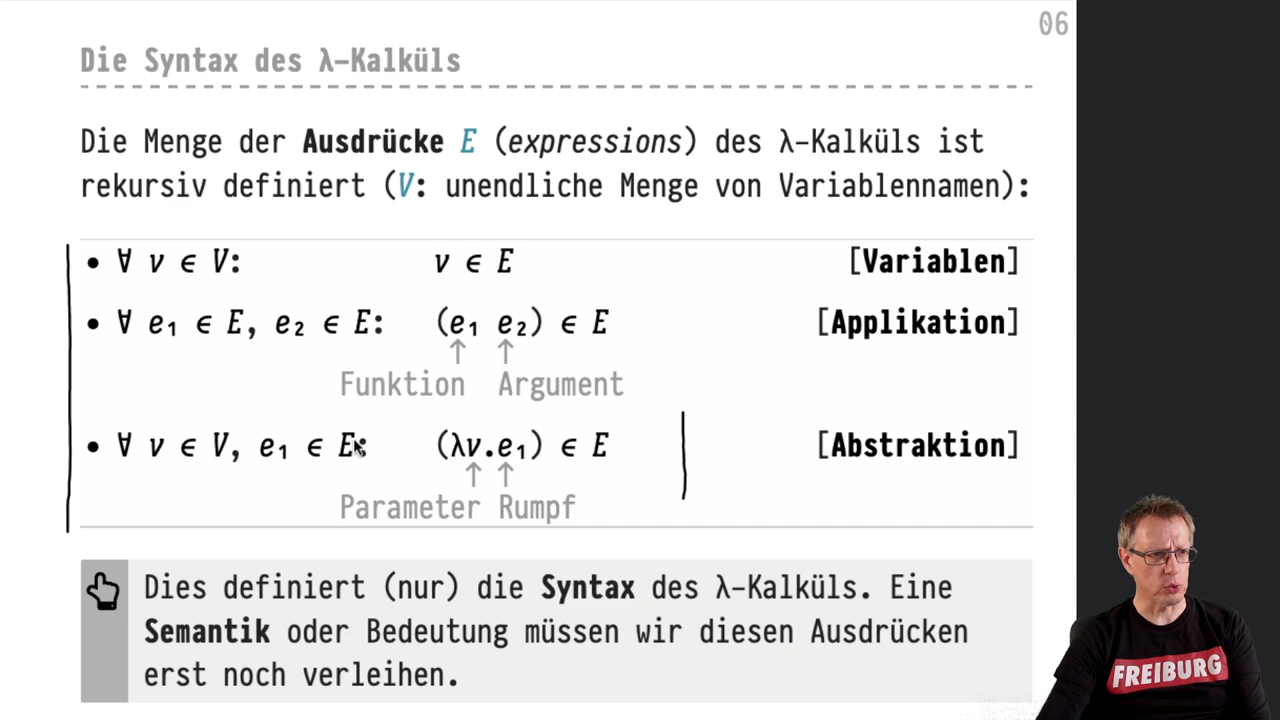 06
Die Syntax des λ-Kalküls
Die Menge der Ausdrücke E (expressions) des λ-Kalküls ist
rekursiv definiert (V: unendliche Menge von Variablennamen):
• ∀ v ∈ V: v ∈ E [Variablen]
• ∀ e₁ ∈ E, e₂ ∈ E: (e₁ e₂) ∈ E [Applikation]
↑ ↑
Funktion Argument
• ∀ v ∈ V, e₁ ∈ E: (λv.e₁) ∈ E [Abstraktion]
↑ ↑
Parameter Rumpf
Dies definiert (nur) die Syntax des λ-Kalküls. Eine
Semantik oder Bedeutung müssen wir diesen Ausdrücken
erst noch verleihen.
FREIBURG